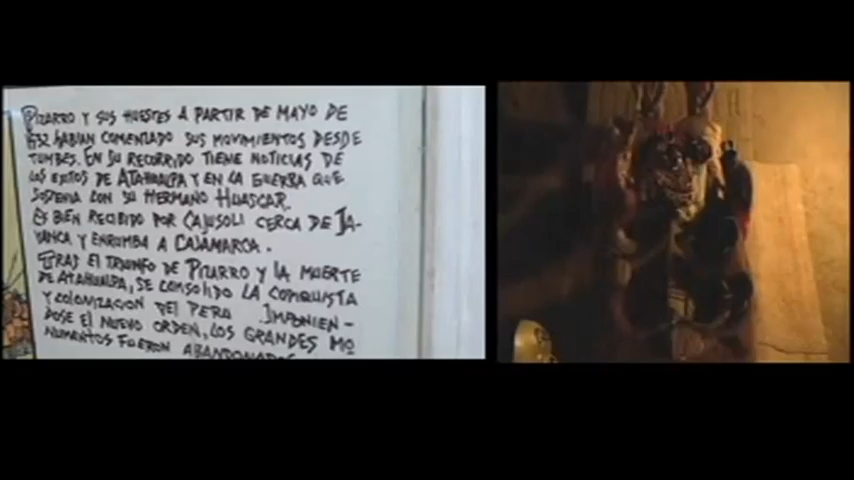 PIZARRO Y SUS HUESTES A PARTIR DE MAYO DE
1532 HABIAN COMENZADO SUS MOVIMIENTOS DESDE
TUMBES. EN SU RECORRIDO TIENE NOTICIAS DE
LOS EXITOS DE ATAHUALPA Y EN LA GUERRA QUE
SOSTENIA CON SU HERMANO HUASCAR.
ES BIEN RECIBIDO POR CAJUSOLI CERCA DE JA-
YANCA Y ENRUMBA A CAJAMARCA.
TRAS EL TRIUNFO DE PIZARRO Y LA MUERTE
DE ATAHUALPA, SE CONSOLIDO LA CONQUISTA
Y COLONIZACION DEL PERU IMPONIEN-
DOSE EL NUEVO ORDEN, LOS GRANDES MO
NUMENTOS FUERON ABANDONADOS